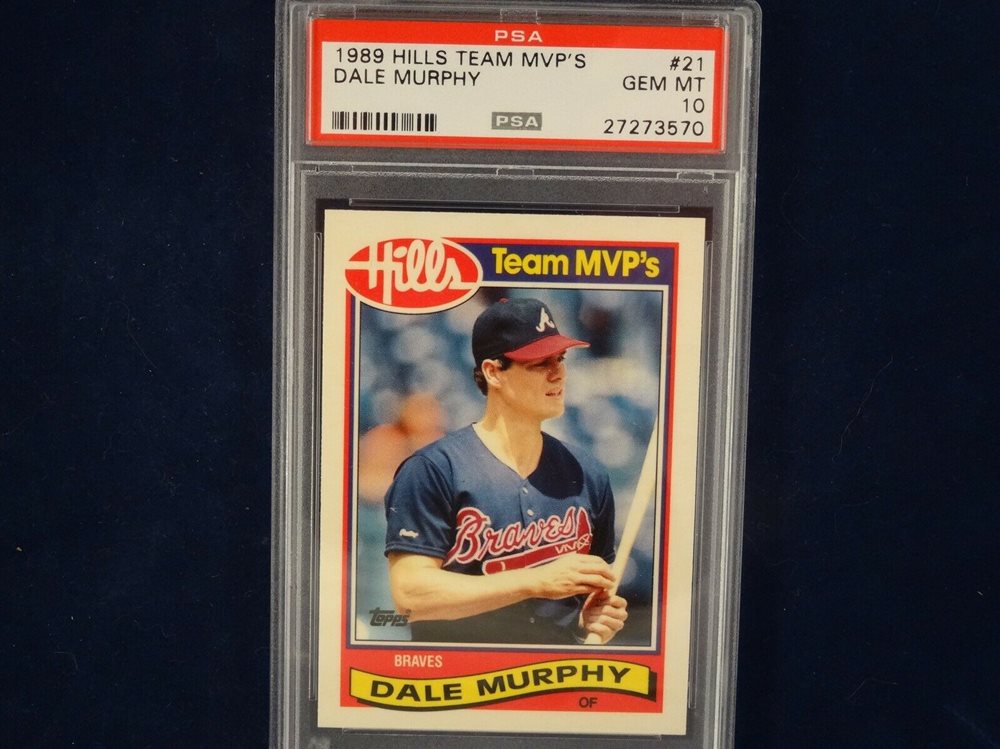 PSA
1989 HILLS TEAM MVP'S #21
DALE MURPHY GEM MT
10
PSA 27273570
Hills Team MVP's
A
Braves
Topps
BRAVES
DALE MURPHY
OF